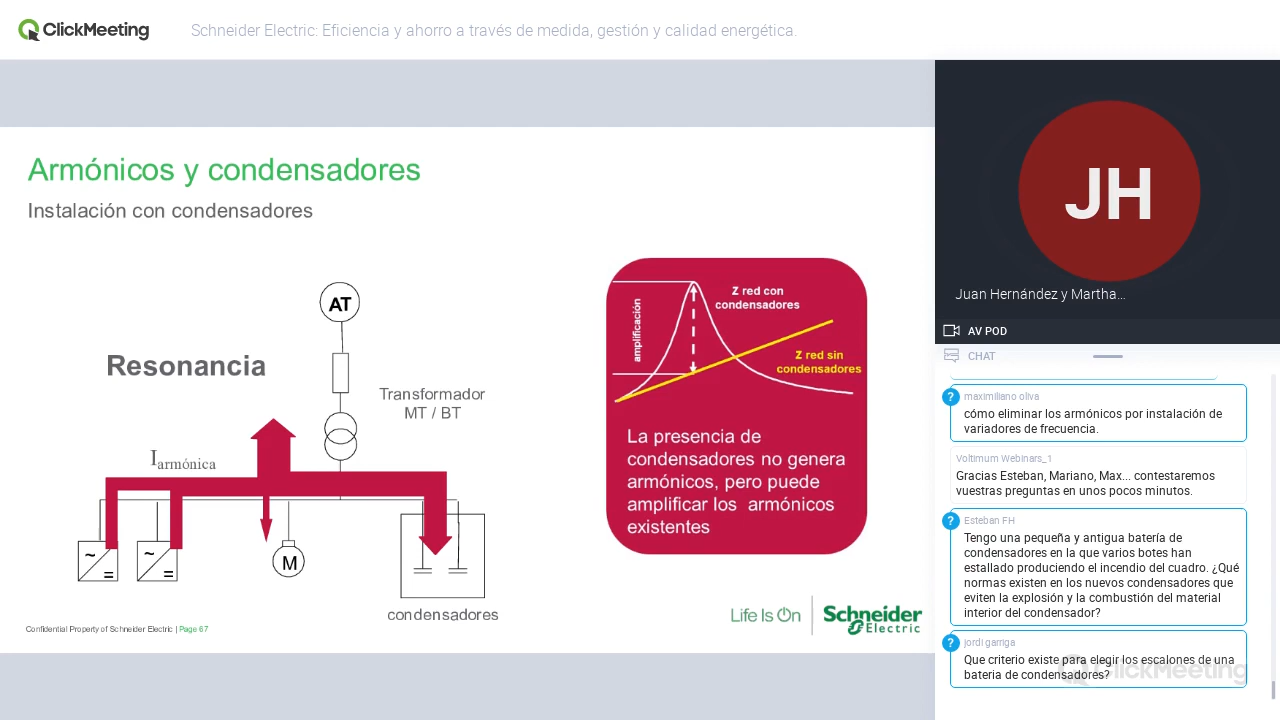 ClickMeeting
Schneider Electric: Eficiencia y ahorro a través de medida, gestión y calidad energética.
Armónicos y condensadores
Instalación con condensadores
AT
Resonancia
Transformador
MT / BT
Iarmónica
~
=
~
=
M
condensadores
amplificación
Z red con
condensadores
Z red sin
condensadores
La presencia de
condensadores no genera
armónicos, pero puede
amplificar los armónicos
existentes
Confidential Property of Schneider Electric | Page 67
Life Is On
Schneider
Electric
JH
Juan Hernández y Martha...
AV POD
CHAT
?
maximiliano oliva
cómo eliminar los armónicos por instalación de
variadores de frecuencia.
Voltimum Webinars_1
Gracias Esteban, Mariano, Max... contestaremos
vuestras preguntas en unos pocos minutos.
?
Esteban FH
Tengo una pequeña y antigua batería de
condensadores en la que varios botes han
estallado produciendo el incendio del cuadro. ¿Qué
normas existen en los nuevos condensadores que
eviten la explosión y la combustión del material
interior del condensador?
?
jordi garriga
Que criterio existe para elegir los escalones de una
bateria de condensadores?
ClickMeeting